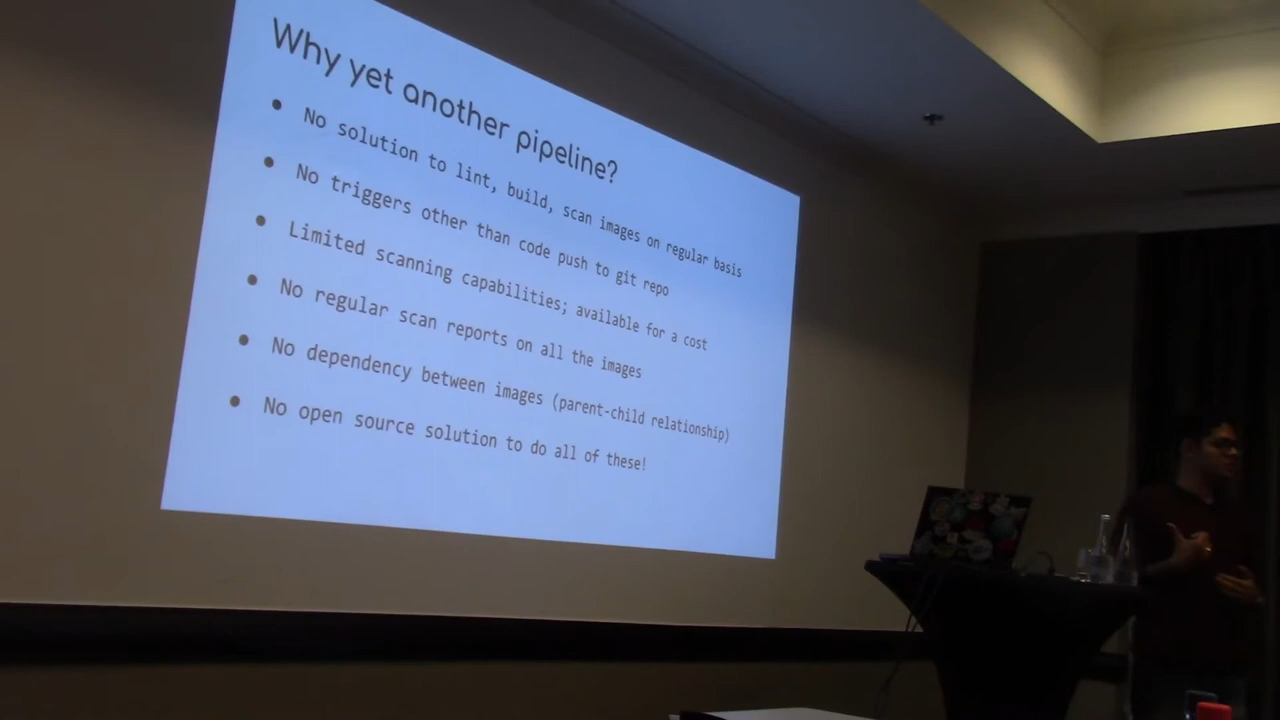 Why yet another pipeline?
• No solution to lint, build, scan images on regular basis
• No triggers other than code push to git repo
• Limited scanning capabilities; available for a cost
• No regular scan reports on all the images
• No dependency between images (parent-child relationship)
• No open source solution to do all of these!